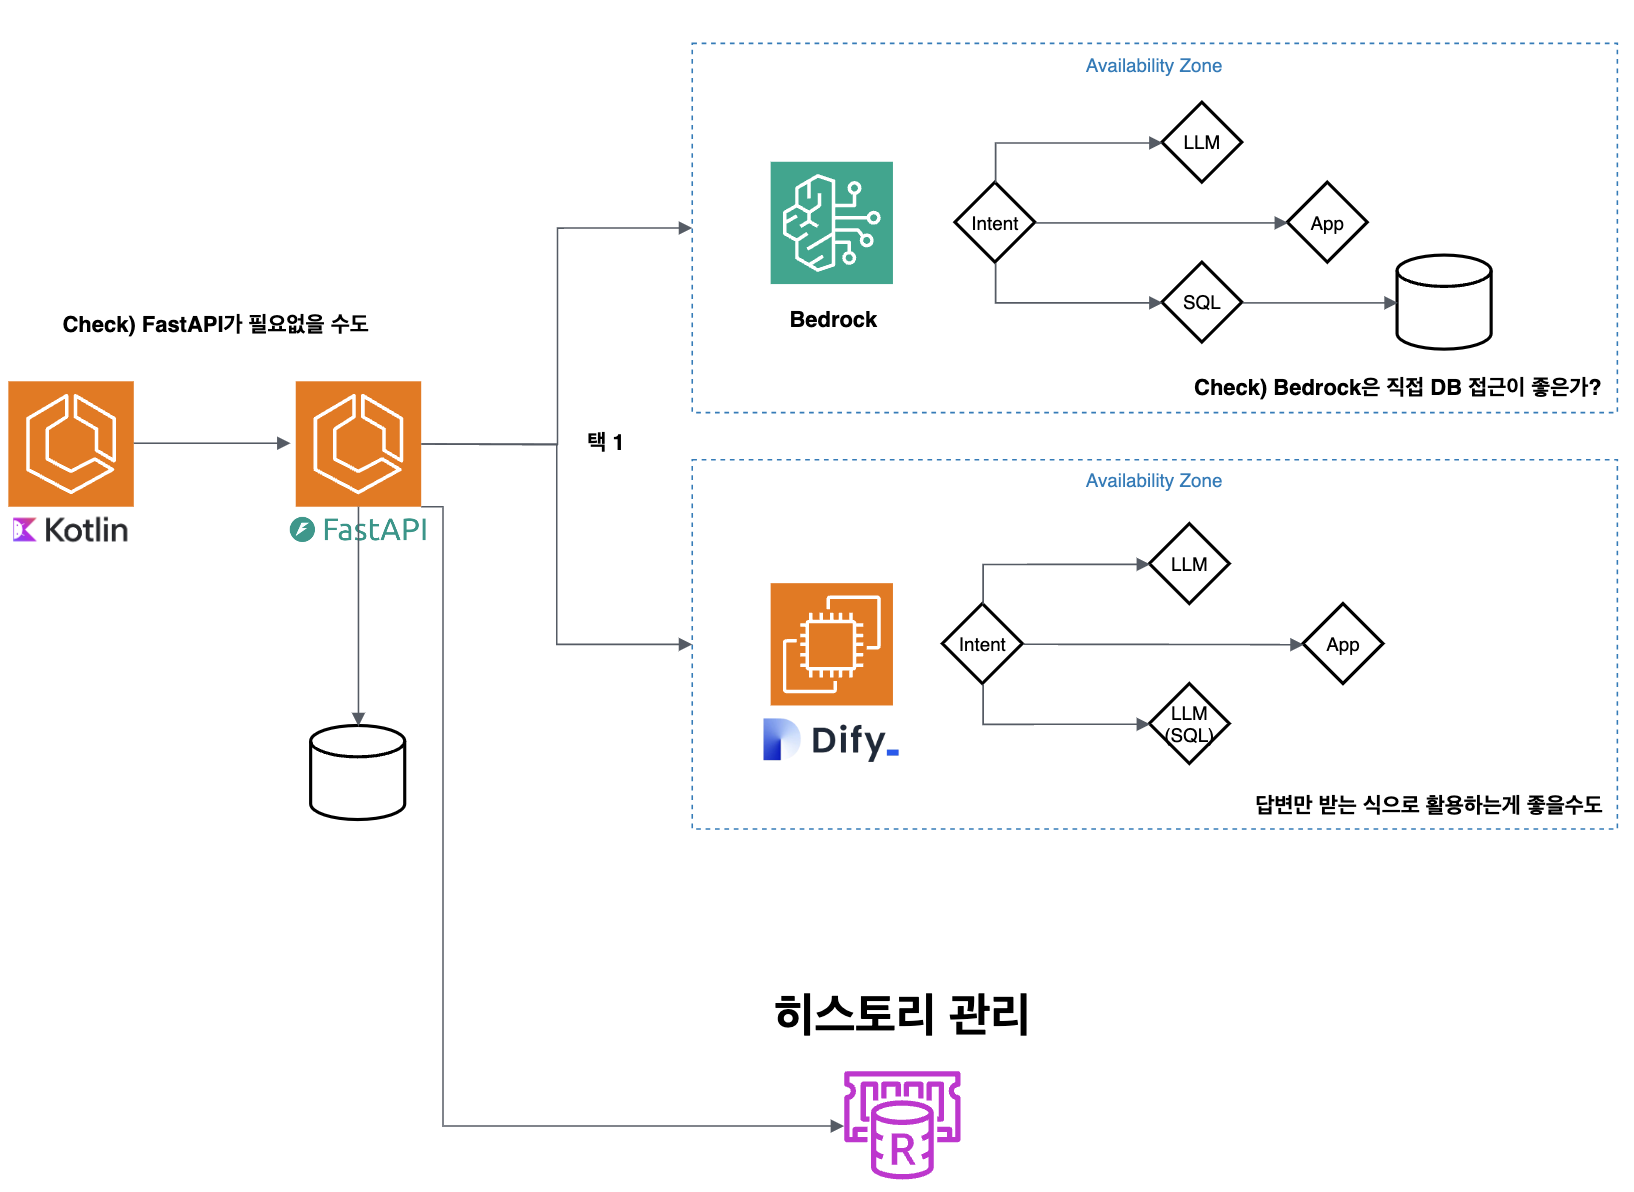 Availability Zone
LLM
Intent
App
SQL
Bedrock
Check) Bedrock은 직접 DB 접근이 좋은가?
Check) FastAPI가 필요없을 수도
Kotlin
FastAPI
택 1
Availability Zone
LLM
Intent
App
LLM
(SQL)
Dify_
답변만 받는 식으로 활용하는게 좋을수도
히스토리 관리
R